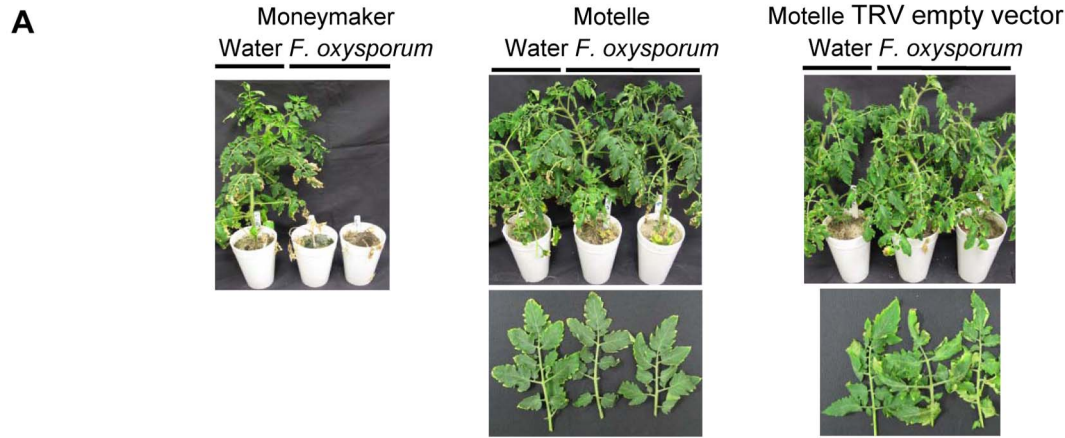 A
Moneymaker
Water F. oxysporum
Motelle
Water F. oxysporum
Motelle TRV empty vector
Water F. oxysporum